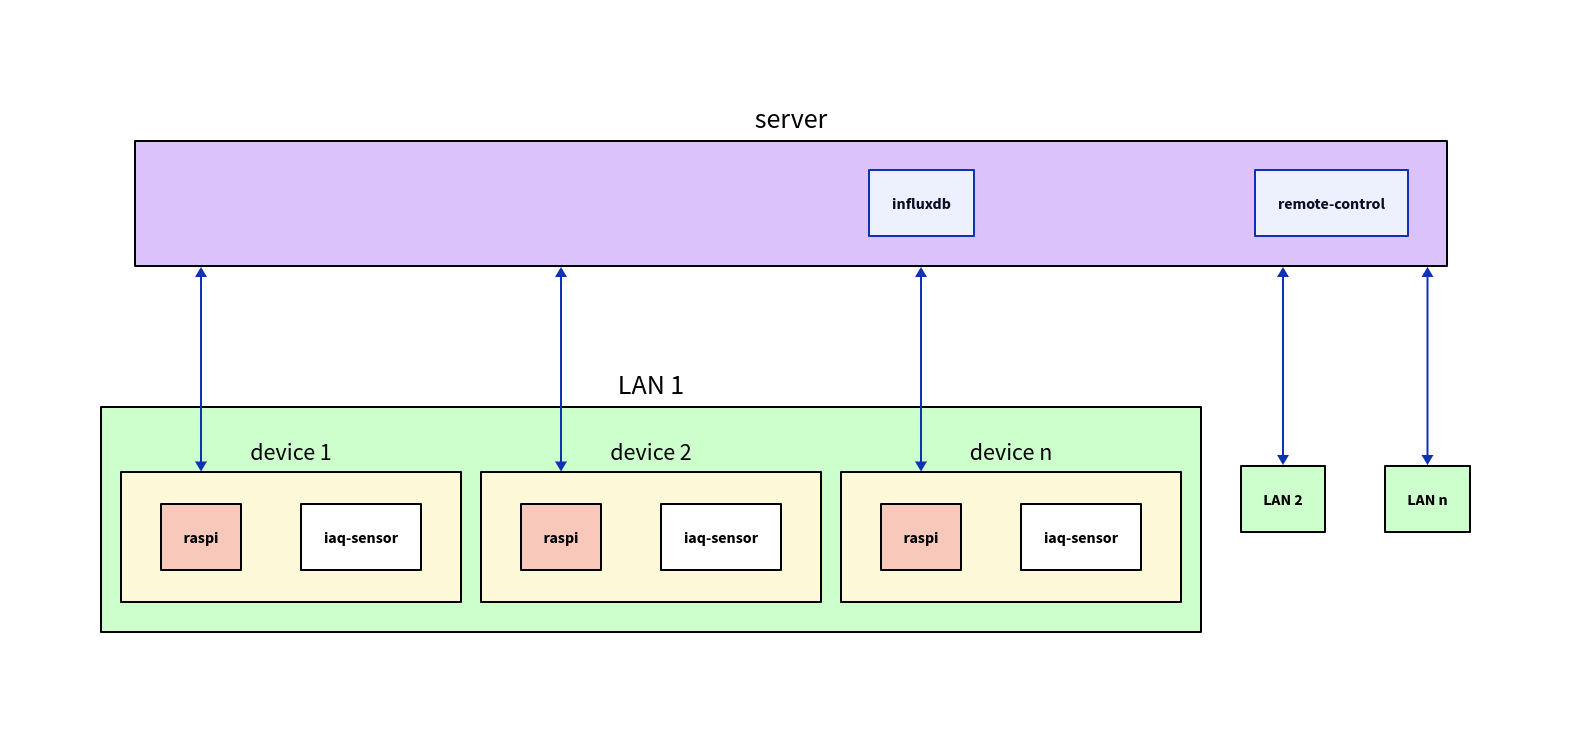 server
influxdb
remote-control
LAN 1
device 1
device 2
device n
raspi
iaq-sensor
raspi
iaq-sensor
raspi
iaq-sensor
LAN 2
LAN n